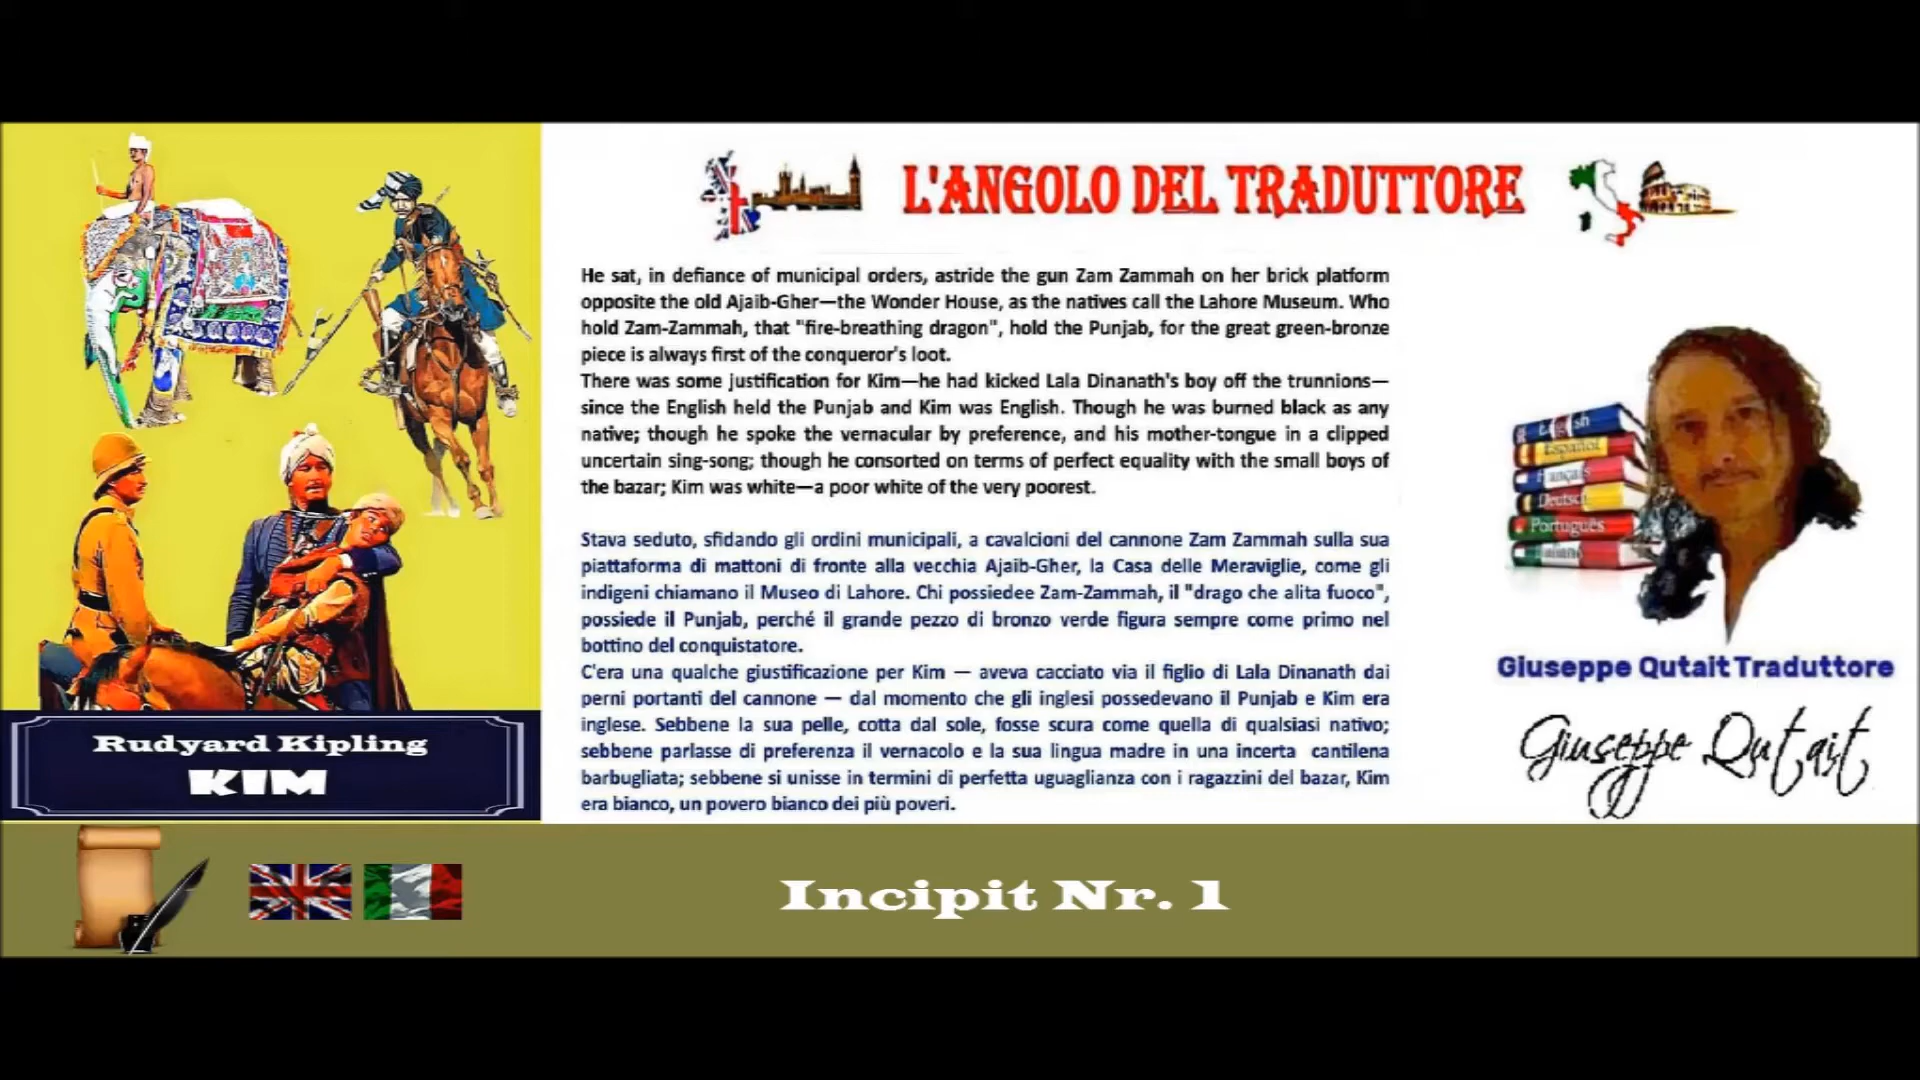 L'ANGOLO DEL TRADUTTORE
He sat, in defiance of municipal orders, astride the gun Zam Zammah on her brick platform
opposite the old Ajaib-Gher—the Wonder House, as the natives call the Lahore Museum. Who
hold Zam-Zammah, that "fire-breathing dragon", hold the Punjab, for the great green-bronze
piece is always first of the conqueror's loot.
There was some justification for Kim—he had kicked Lala Dinanath's boy off the trunnions—
since the English held the Punjab and Kim was English. Though he was burned black as any
native; though he spoke the vernacular by preference, and his mother-tongue in a clipped
uncertain sing-song; though he consorted on terms of perfect equality with the small boys of
the bazar; Kim was white—a poor white of the very poorest.
Stava seduto, sfidando gli ordini municipali, a cavalcioni del cannone Zam Zammah sulla sua
piattaforma di mattoni di fronte alla vecchia Ajaib-Gher, la Casa delle Meraviglie, come gli
indigeni chiamano il Museo di Lahore. Chi possiedee Zam-Zammah, il "drago che alita fuoco",
possiede il Punjab, perché il grande pezzo di bronzo verde figura sempre come primo nel
bottino del conquistatore.
C'era una qualche giustificazione per Kim — aveva cacciato via il figlio di Lala Dinanath dai
perni portanti del cannone — dal momento che gli inglesi possedevano il Punjab e Kim era
inglese. Sebbene la sua pelle, cotta dal sole, fosse scura come quella di qualsiasi nativo;
sebbene parlasse di preferenza il vernacolo e la sua lingua madre in una incerta cantilena
barbugliata; sebbene si unisse in termini di perfetta uguaglianza con i ragazzini del bazar, Kim
era bianco, un povero bianco dei più poveri.
English
Español
Français
Deutsch
Português
Italiano
Giuseppe Qutait Traduttore
Giuseppe Qutait
Rudyard Kipling
KIM
Incipit Nr. 1